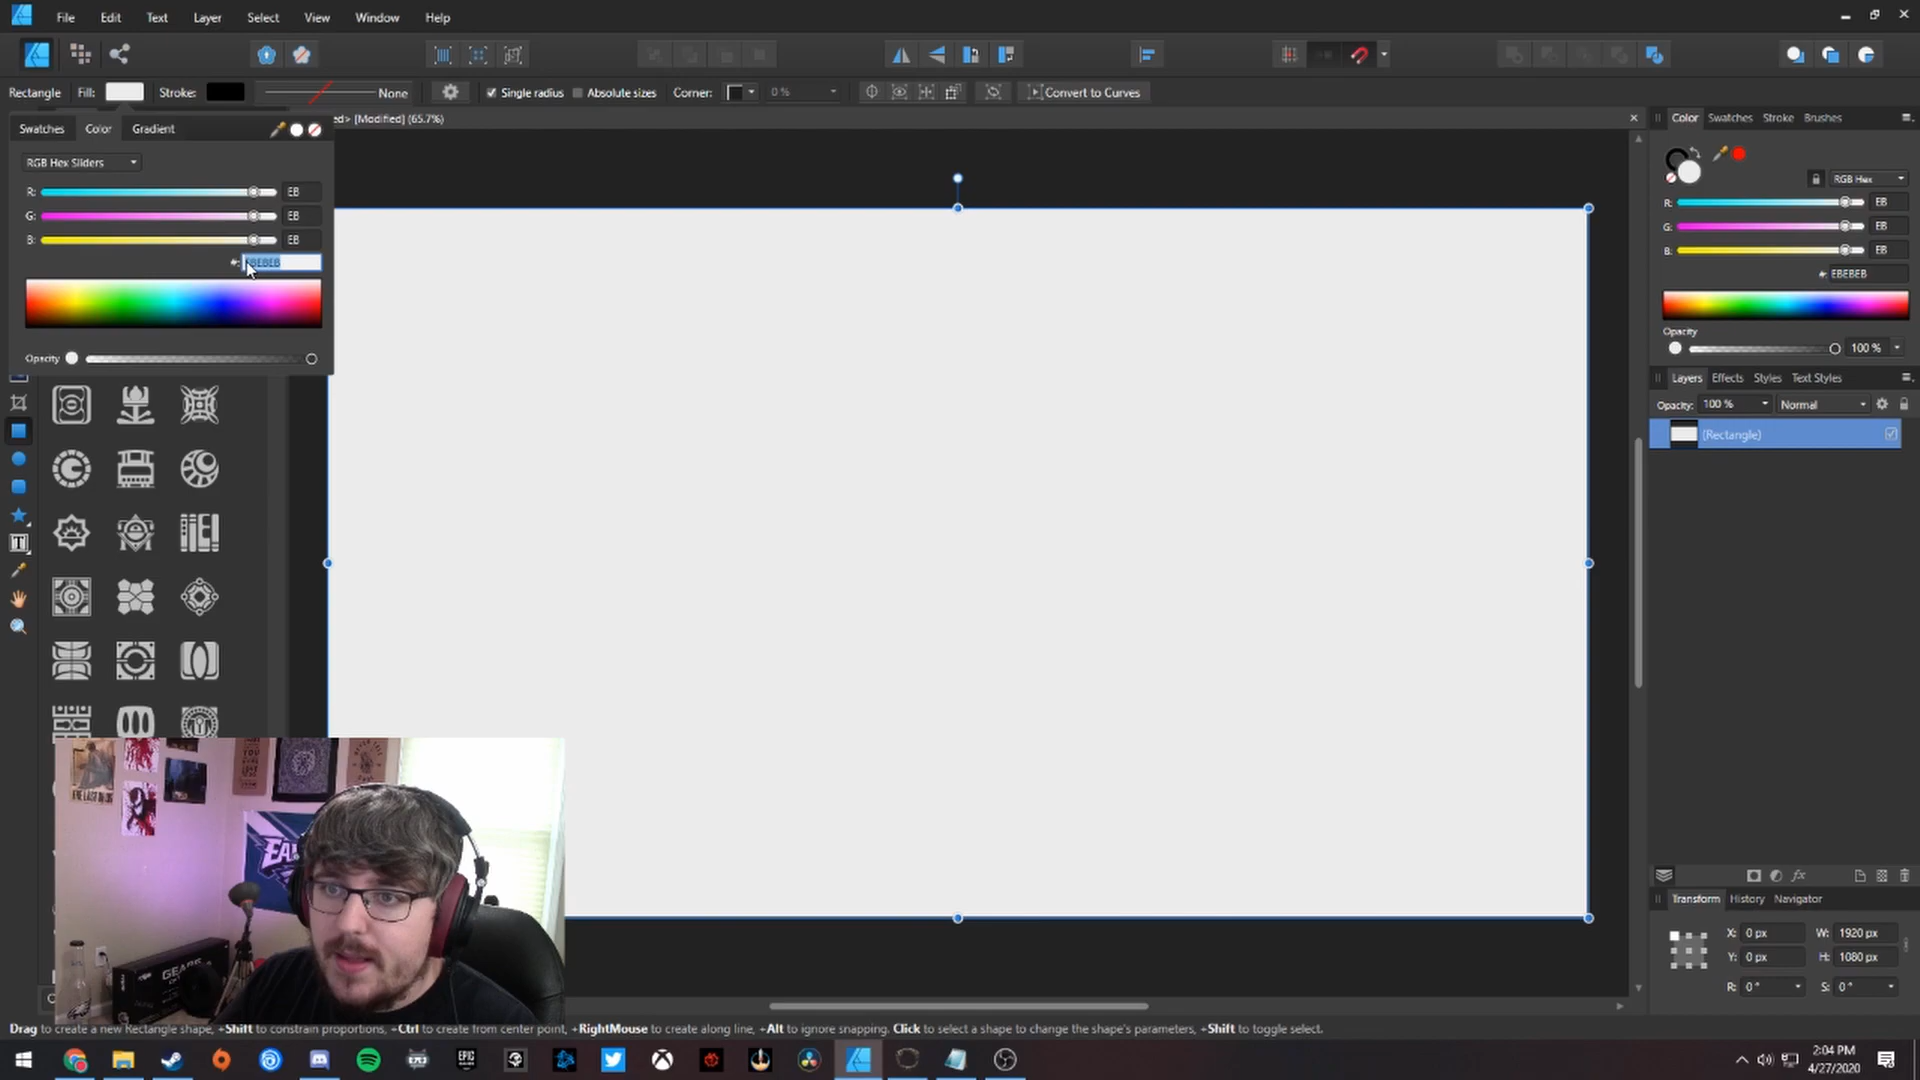 File Edit Text Layer Select View Window Help
Rectangle Fill: Stroke: None Single radius Absolute sizes Corner: 0 % Convert to Curves
ed> [Modified] (65.7%)
Swatches Color Gradient
RGB Hex Sliders
R: EB
G: EB
B: EB
#: EBEBEB
Opacity
Color Swatches Stroke Brushes
RGB Hex
R: EB
G: EB
B: EB
#: EBEBEB
Opacity
100 %
Layers Effects Styles Text Styles
Opacity: 100 % Normal
(Rectangle)
Transform History Navigator
X: 0 px W: 1920 px
Y: 0 px H: 1080 px
R: 0 ° S: 0 °
Drag to create a new Rectangle shape, +Shift to constrain proportions, +Ctrl to create from center point, +RightMouse to create along line, +Alt to ignore snapping. Click to select a shape to change the shape's parameters, +Shift to toggle select.
EPIC
2:04 PM
4/27/2020